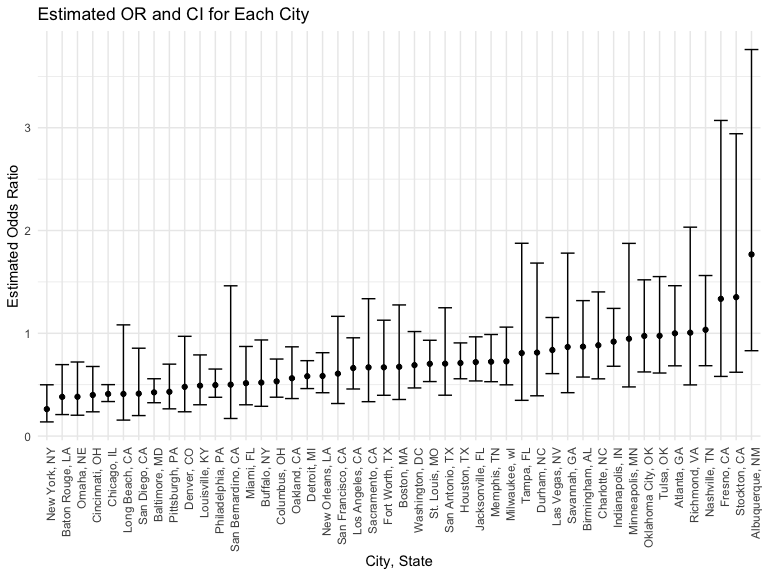 Estimated OR and CI for Each City
Estimated Odds Ratio
3
2
1
0
New York, NY
Baton Rouge, LA
Omaha, NE
Cincinnati, OH
Chicago, IL
Long Beach, CA
San Diego, CA
Baltimore, MD
Pittsburgh, PA
Denver, CO
Louisville, KY
Philadelphia, PA
San Bernardino, CA
Miami, FL
Buffalo, NY
Columbus, OH
Oakland, CA
Detroit, MI
New Orleans, LA
San Francisco, CA
Los Angeles, CA
Sacramento, CA
Fort Worth, TX
Boston, MA
Washington, DC
St. Louis, MO
San Antonio, TX
Houston, TX
Jacksonville, FL
Memphis, TN
Milwaukee, wI
Tampa, FL
Durham, NC
Las Vegas, NV
Savannah, GA
Birmingham, AL
Charlotte, NC
Indianapolis, IN
Minneapolis, MN
Oklahoma City, OK
Tulsa, OK
Atlanta, GA
Richmond, VA
Nashville, TN
Fresno, CA
Stockton, CA
Albuquerque, NM
City, State